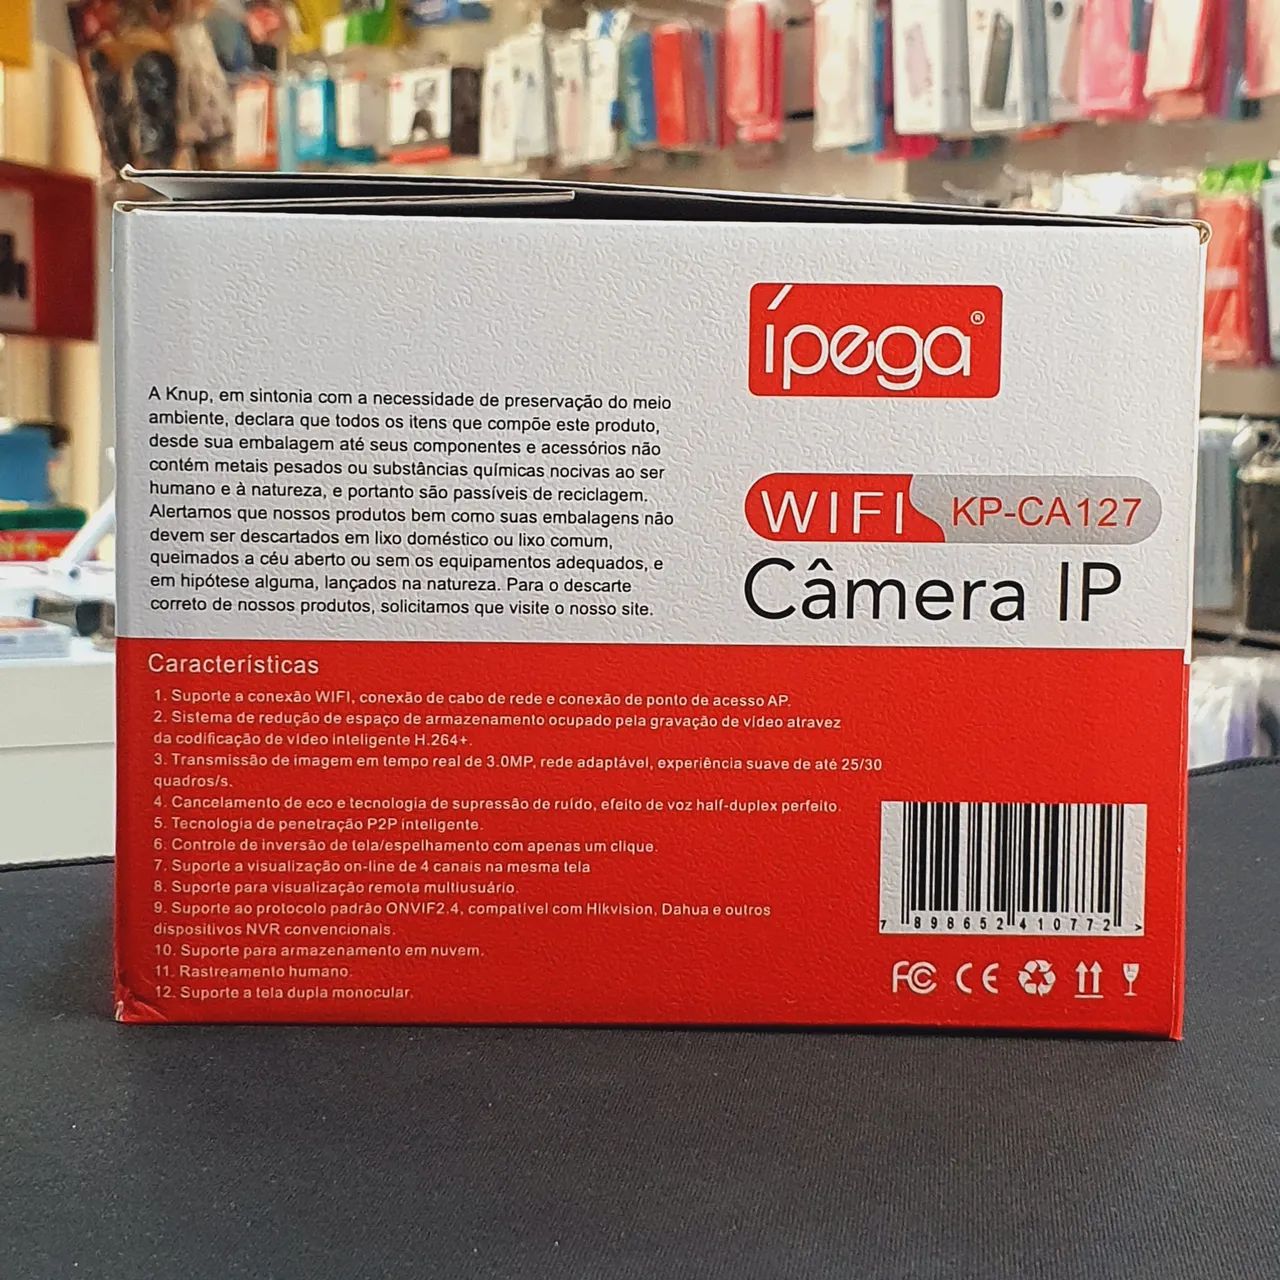 ípega®
A Knup, em sintonia com a necessidade de preservação do meio
ambiente, declara que todos os itens que compõe este produto,
desde sua embalagem até seus componentes e acessórios não
contém metais pesados ou substâncias químicas nocivas ao ser
humano e à natureza, e portanto são passíveis de reciclagem.
Alertamos que nossos produtos bem como suas embalagens não
devem ser descartados em lixo doméstico ou lixo comum,
queimados a céu aberto ou sem os equipamentos adequados, e
em hipótese alguma, lançados na natureza. Para o descarte
correto de nossos produtos, solicitamos que visite o nosso site.
WIFI KP-CA127
Câmera IP
Características
1. Suporte a conexão WIFI, conexão de cabo de rede e conexão de ponto de acesso AP.
2. Sistema de redução de espaço de armazenamento ocupado pela gravação de vídeo atravez
da codificação de vídeo inteligente H.264+.
3. Transmissão de imagem em tempo real de 3.0MP, rede adaptável, experiência suave de até 25/30
quadros/s.
4. Cancelamento de eco e tecnologia de supressão de ruído, efeito de voz half-duplex perfeito.
5. Tecnologia de penetração P2P inteligente.
6. Controle de inversão de tela/espelhamento com apenas um clique.
7. Suporte a visualização on-line de 4 canais na mesma tela
8. Suporte para visualização remota multiusuário.
9. Suporte ao protocolo padrão ONVIF2.4, compatível com Hikvision, Dahua e outros
dispositivos NVR convencionais.
10. Suporte para armazenamento em nuvem.
11. Rastreamento humano.
12. Suporte a tela dupla monocular.
7 898652 410772 >
FC CE